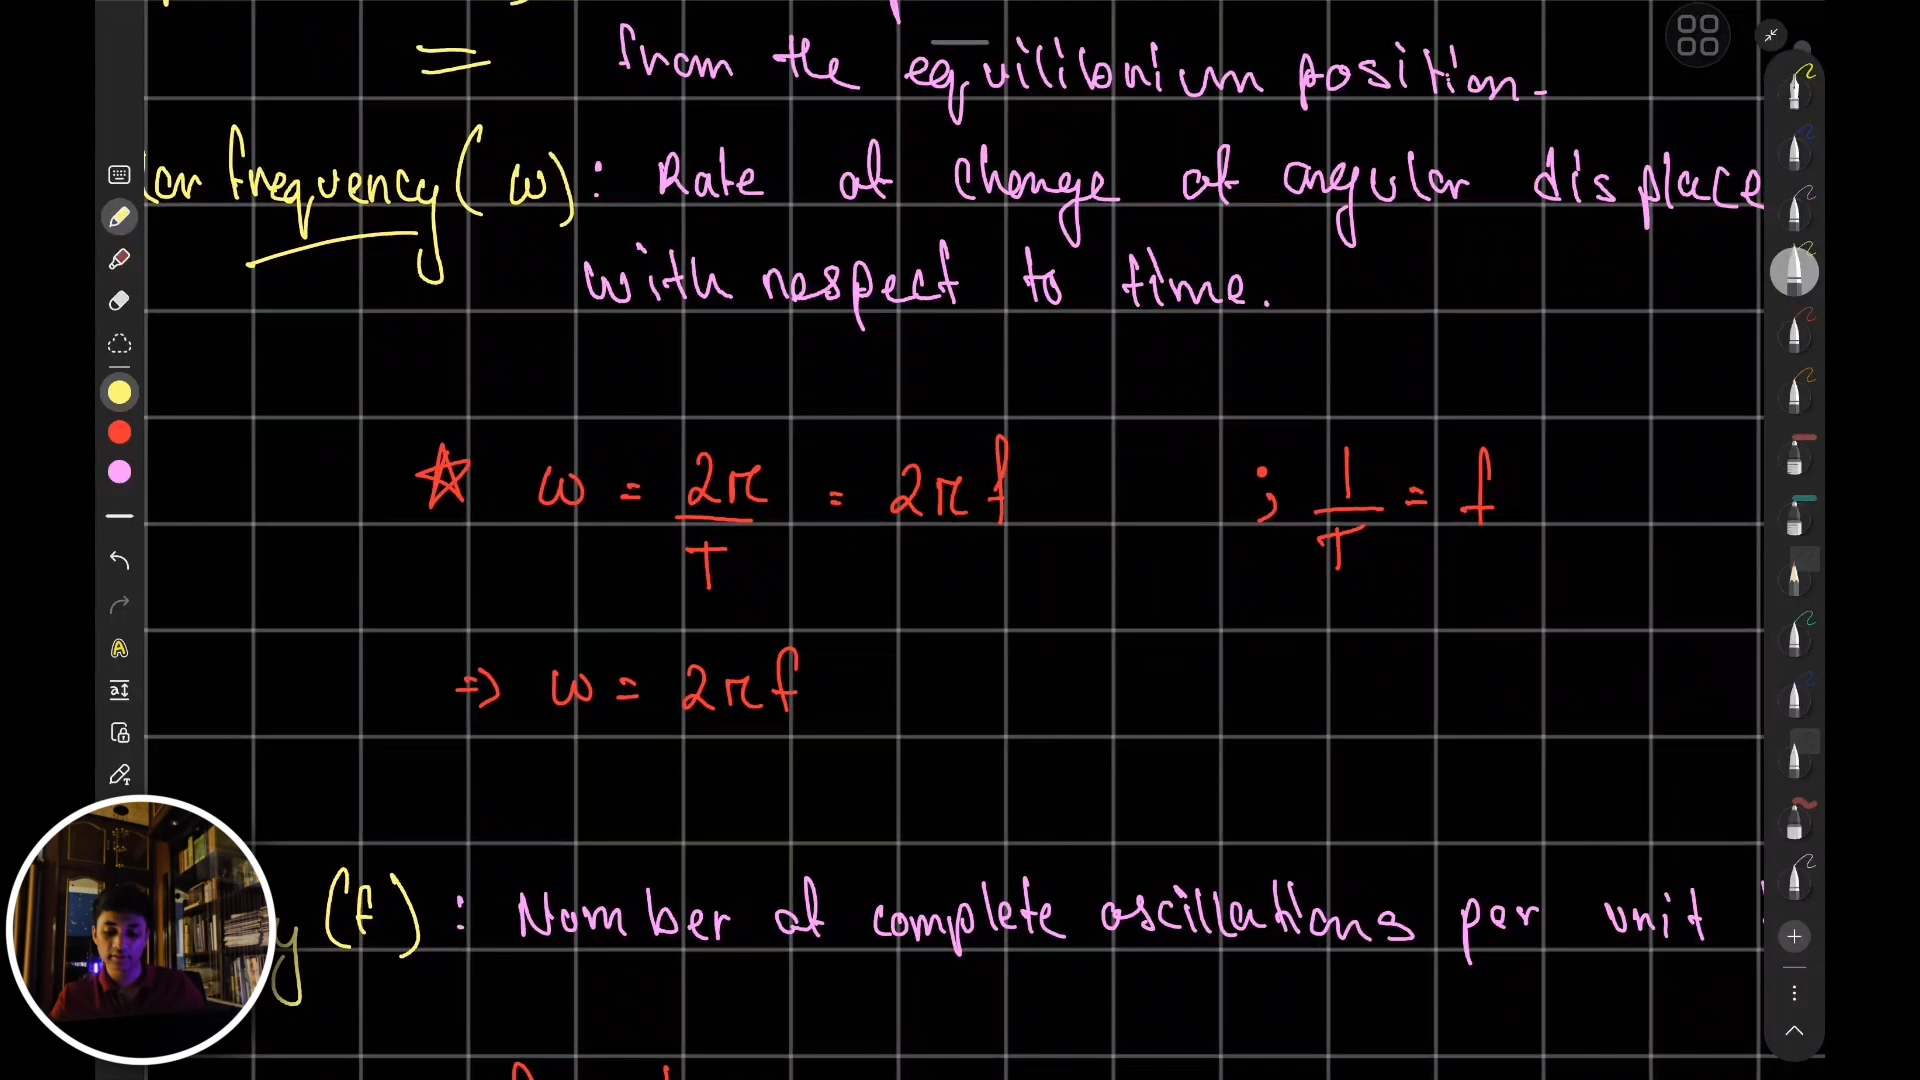 from the equilibrium position.
lar frequency (ω): Rate of change of angular displace
with respect to time.
☆ ω = 2π/T = 2πf ; 1/T = f
⇒ ω = 2πf
y (f): Number of complete oscillations per unit